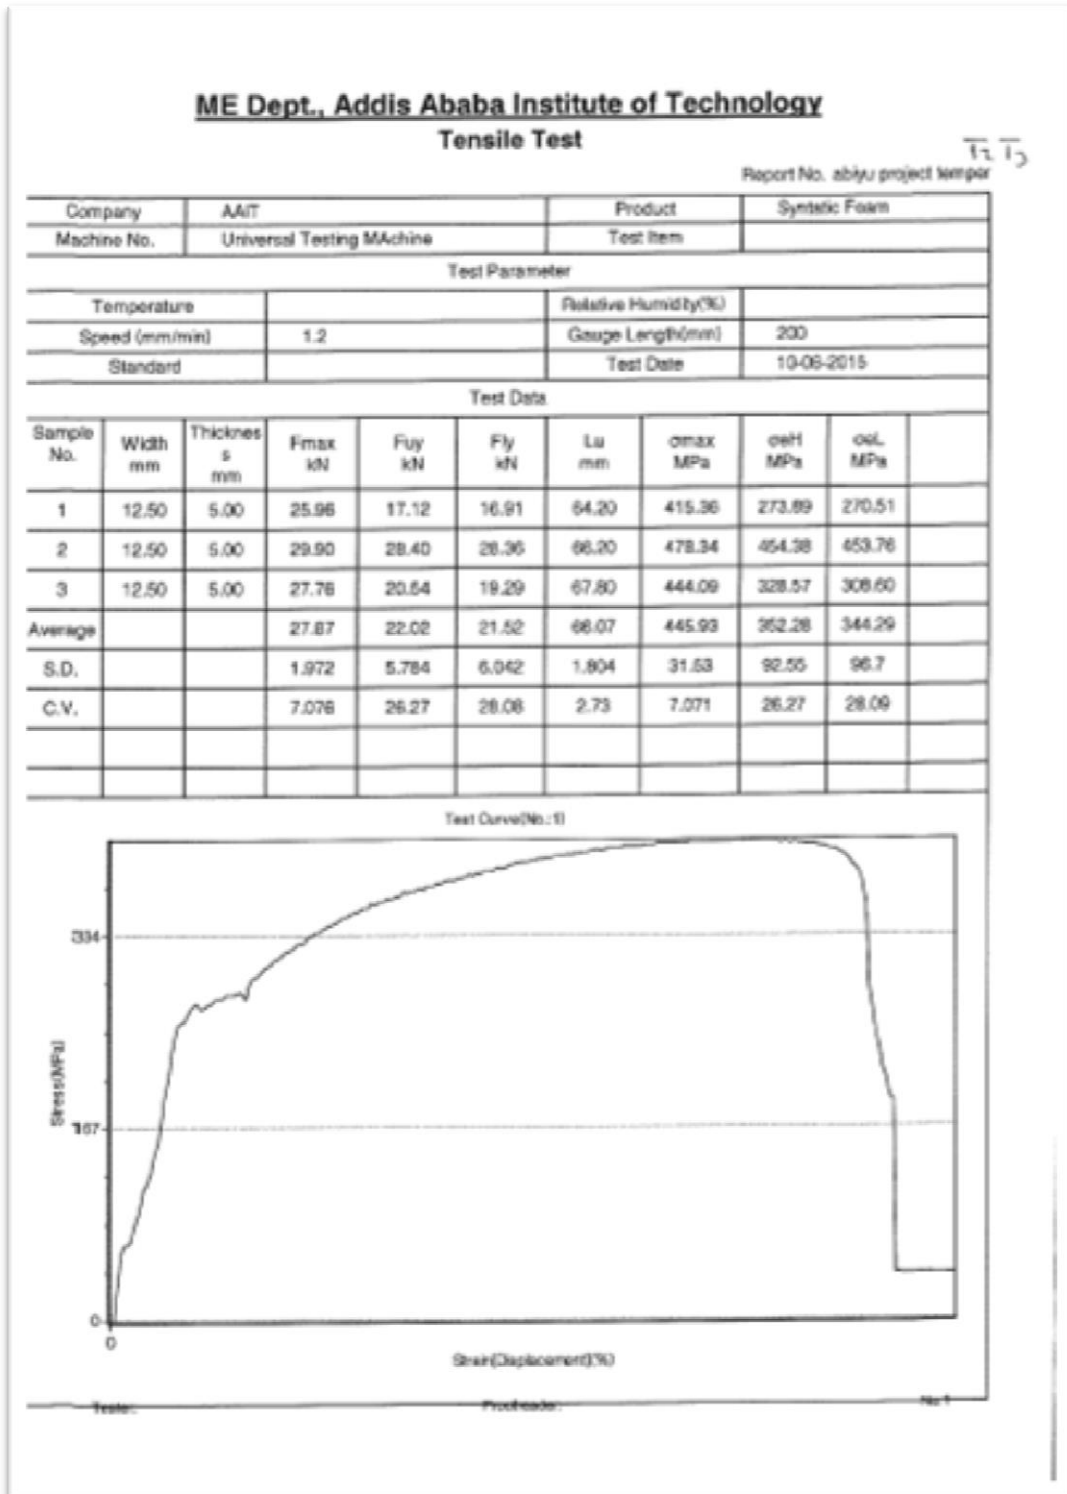 ME Dept., Addis Ababa Institute of Technology
Tensile Test
Report No. abiyu project temper
Company AAIT Product Syntatic Foam
Machine No. Universal Testing MAchine Test Item
Test Parameter
Temperature Relative Humidity(%)
Speed (mm/min) 1.2 Gauge Length(mm) 200
Standard Test Date 10-06-2015
Test Data
Sample No. Width mm Thicknes s mm Fmax kN Fuy kN Fly kN Lu mm σmax MPa σeH MPa σeL MPa
1 12.50 5.00 25.96 17.12 16.91 64.20 415.36 273.89 270.51
2 12.50 5.00 29.90 28.40 28.36 66.20 478.34 454.38 453.76
3 12.50 5.00 27.76 20.54 19.29 67.80 444.09 328.57 308.60
Average 27.87 22.02 21.52 66.07 445.93 352.28 344.29
S.D. 1.972 5.784 6.042 1.804 31.53 92.55 96.7
C.V. 7.076 26.27 28.08 2.73 7.071 26.27 28.09
Test Curve(No.:1)
334
167
0
0
Stress(MPa)
Strain(Displacement)(%)
Tester: Proofreader: No 1